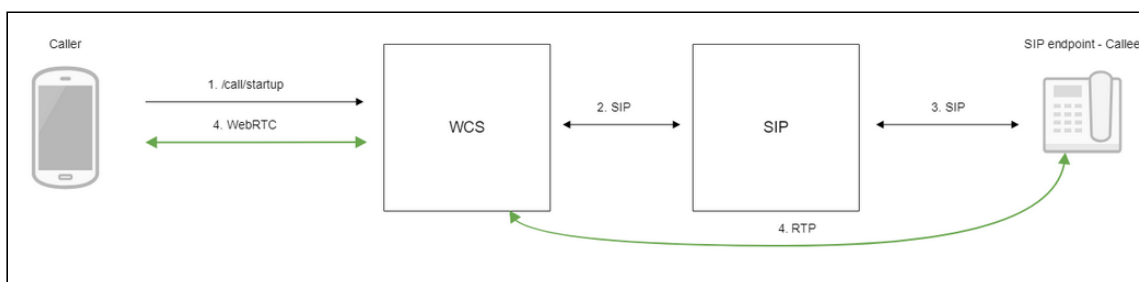 Caller
SIP endpoint - Callee
1. /call/startup
4. WebRTC
WCS
2. SIP
SIP
3. SIP
4. RTP